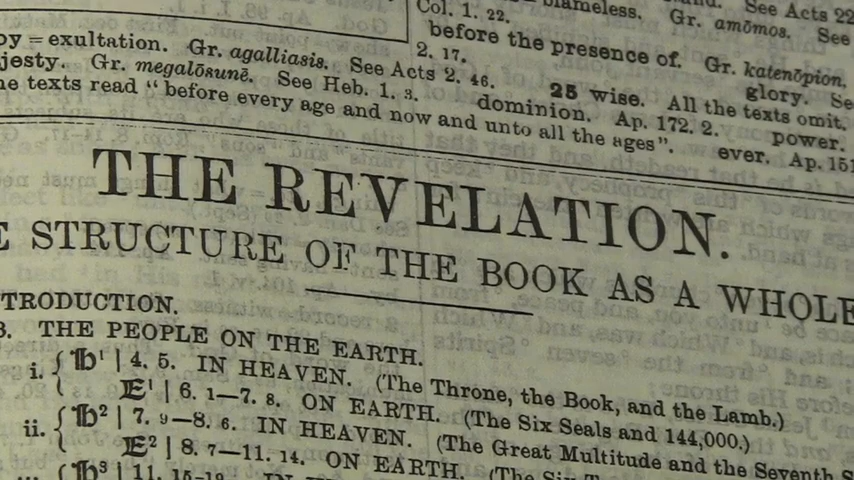 Col. 1. 22.
blameless. Gr. amōmos. See
See Acts 22
before the presence of. Gr. katenōpion.
2. 17.
glory. Se
25 wise. All the texts omit.
dominion. Ap. 172. 2. power.
= exultation. Gr. agalliasis. See Acts 2. 46.
Gr. megalōsunē. See Heb. 1. 3.
texts read "before every age and now and unto all the ages".
ever. Ap. 151
THE REVELATION.
STRUCTURE OF THE BOOK AS A WHOLE
TRODUCTION.
THE PEOPLE ON THE EARTH.
i. { 𝕳¹ | 4. 5. IN HEAVEN. (The Throne, the Book, and the Lamb.)
{ 𝕰¹ | 6. 1—7. 8. ON EARTH. (The Six Seals and 144,000.)
ii. { 𝕳² | 7. 9—8. 6. IN HEAVEN. (The Great Multitude and the Seventh S
𝕰² | 8. 7—11. 14. ON EARTH. (The Six T
{ 𝕳³ | 11. 15-19